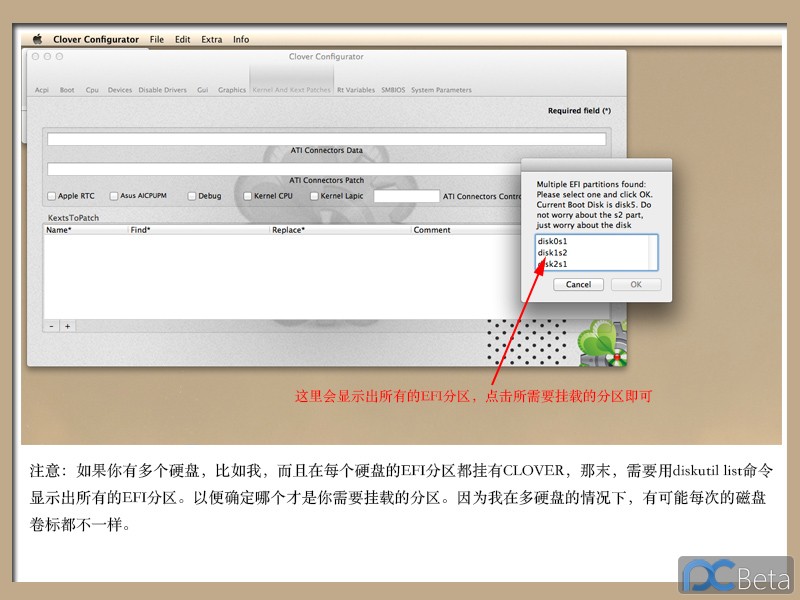 Clover Configurator File Edit Extra Info
Clover Configurator
Acpi Boot Cpu Devices Disable Drivers Gui Graphics Kernel And Kext Patches Rt Variables SMBIOS System Parameters
Required field (*)
ATI Connectors Data
ATI Connectors Patch
Apple RTC Asus AICPUPM Debug Kernel CPU Kernel Lapic ATI Connectors Contro
KextsToPatch
Name* Find* Replace* Comment
- +
Multiple EFI partitions found:
Please select one and click OK.
Current Boot Disk is disk5. Do
not worry about the s2 part,
just worry about the disk
disk0s1
disk1s2
disk2s1
Cancel OK
这里会显示出所有的EFI分区，点击所需要挂载的分区即可
注意：如果你有多个硬盘，比如我，而且在每个硬盘的EFI分区都挂有CLOVER，那末，需要用diskutil list命令
显示出所有的EFI分区。以便确定哪个才是你需要挂载的分区。因为我在多硬盘的情况下，有可能每次的磁盘
卷标都不一样。
PCBeta